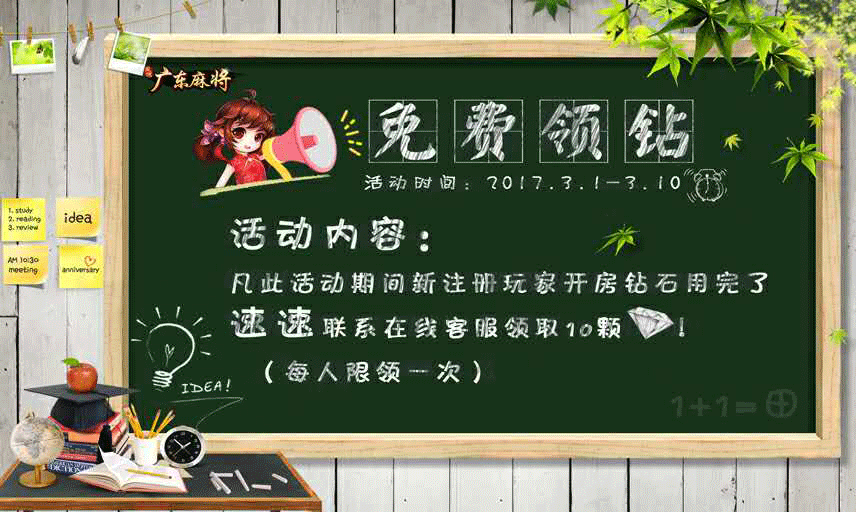 广东麻将
免费领钻
活动时间：2017.3.1-3.10
1. study
2. reading
3. review
idea
AM 10:30
meeting
anniversary
活动内容：
凡此活动期间新注册玩家开房钻石用完了
速速联系在线客服领取10颗！
（每人限领一次）
IDEA!
1+1=
DICTION